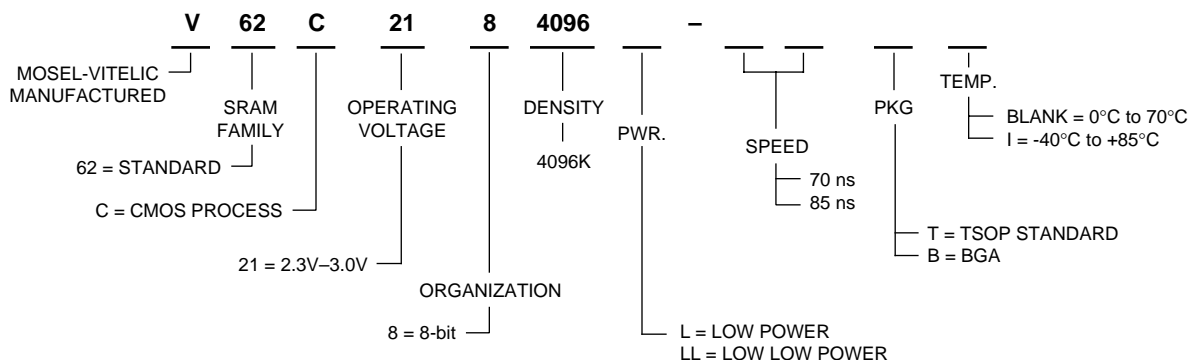 V 62 C 21 8 4096 –
MOSEL-VITELIC
MANUFACTURED
SRAM
FAMILY
62 = STANDARD
C = CMOS PROCESS
OPERATING
VOLTAGE
21 = 2.3V–3.0V
ORGANIZATION
8 = 8-bit
DENSITY
4096K
PWR.
L = LOW POWER
LL = LOW LOW POWER
SPEED
70 ns
85 ns
PKG
T = TSOP STANDARD
B = BGA
TEMP.
BLANK = 0°C to 70°C
I = -40°C to +85°C